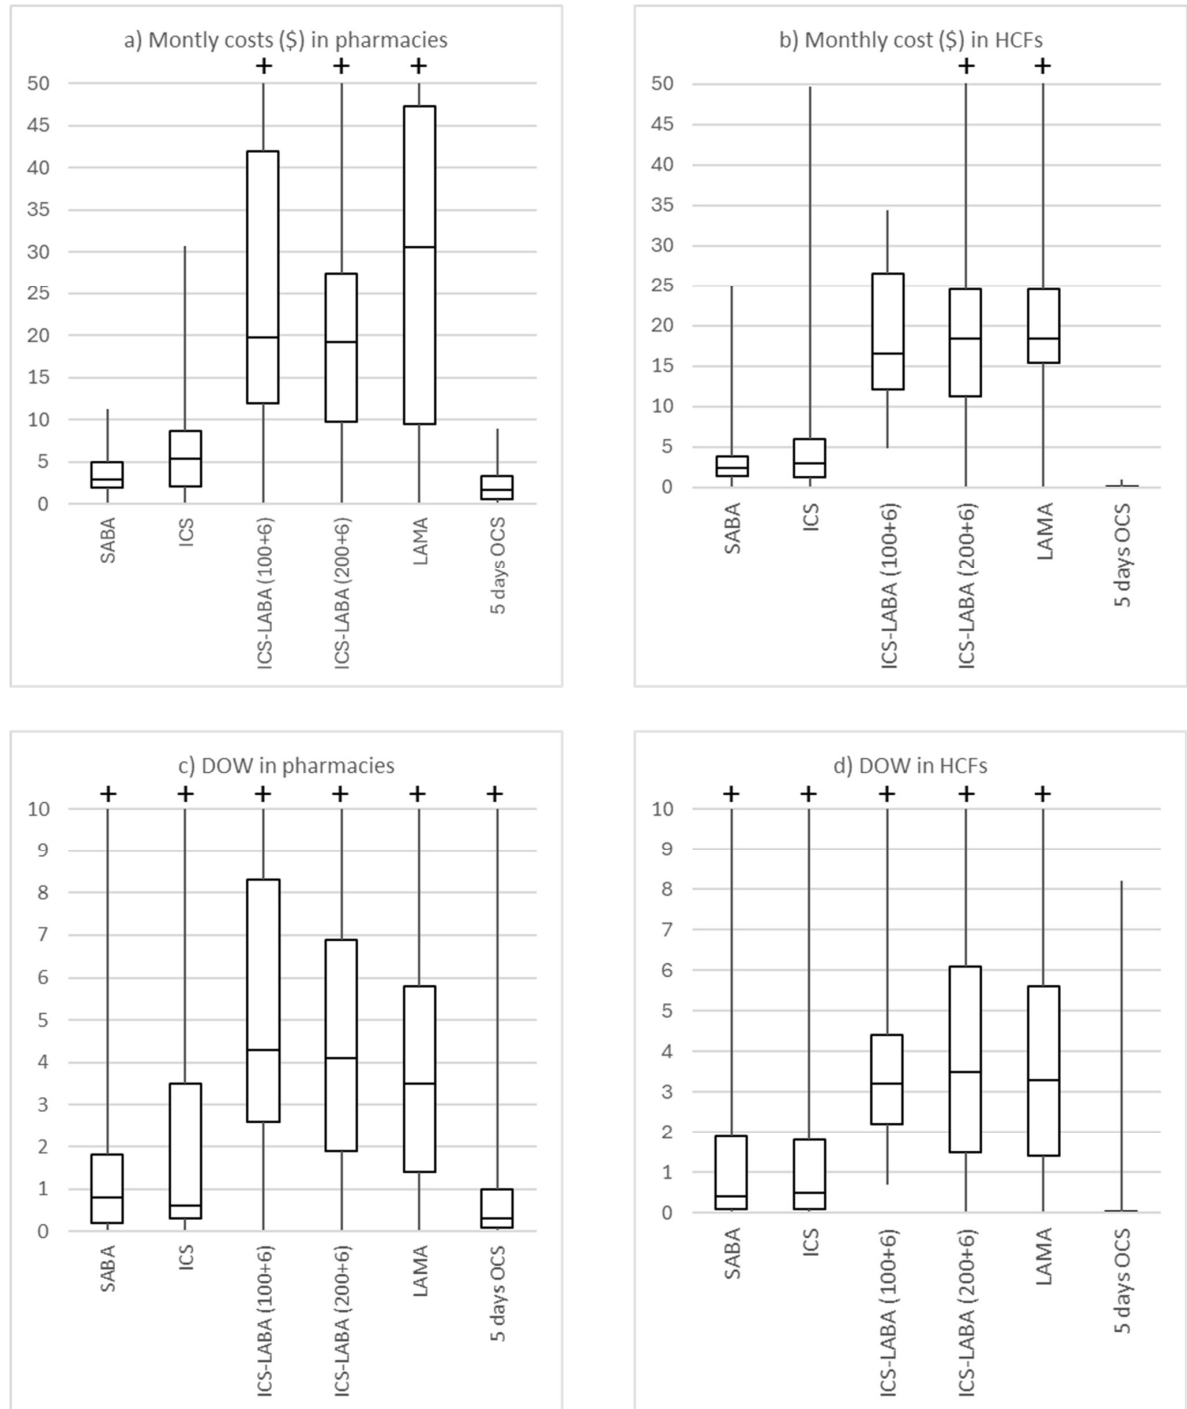 a) Montly costs ($) in pharmacies
+ + +
50
45
40
35
30
25
20
15
10
5
0
SABA
ICS
ICS-LABA (100+6)
ICS-LABA (200+6)
LAMA
5 days OCS
b) Monthly cost ($) in HCFs
+ +
50
45
40
35
30
25
20
15
10
5
0
SABA
ICS
ICS-LABA (100+6)
ICS-LABA (200+6)
LAMA
5 days OCS
c) DOW in pharmacies
+ + + + + +
10
9
8
7
6
5
4
3
2
1
0
SABA
ICS
ICS-LABA (100+6)
ICS-LABA (200+6)
LAMA
5 days OCS
d) DOW in HCFs
+ + + + +
10
9
8
7
6
5
4
3
2
1
0
SABA
ICS
ICS-LABA (100+6)
ICS-LABA (200+6)
LAMA
5 days OCS